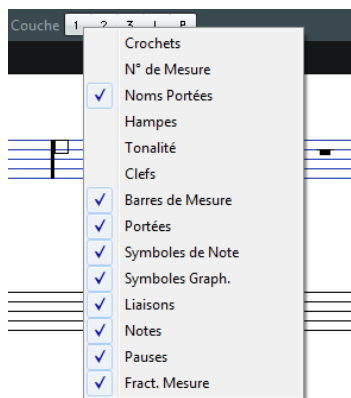 Couche 1 2 3 L P
Crochets
N° de Mesure
Noms Portées
Hampes
Tonalité
Clefs
Barres de Mesure
Portées
Symboles de Note
Symboles Graph.
Liaisons
Notes
Pauses
Fract. Mesure